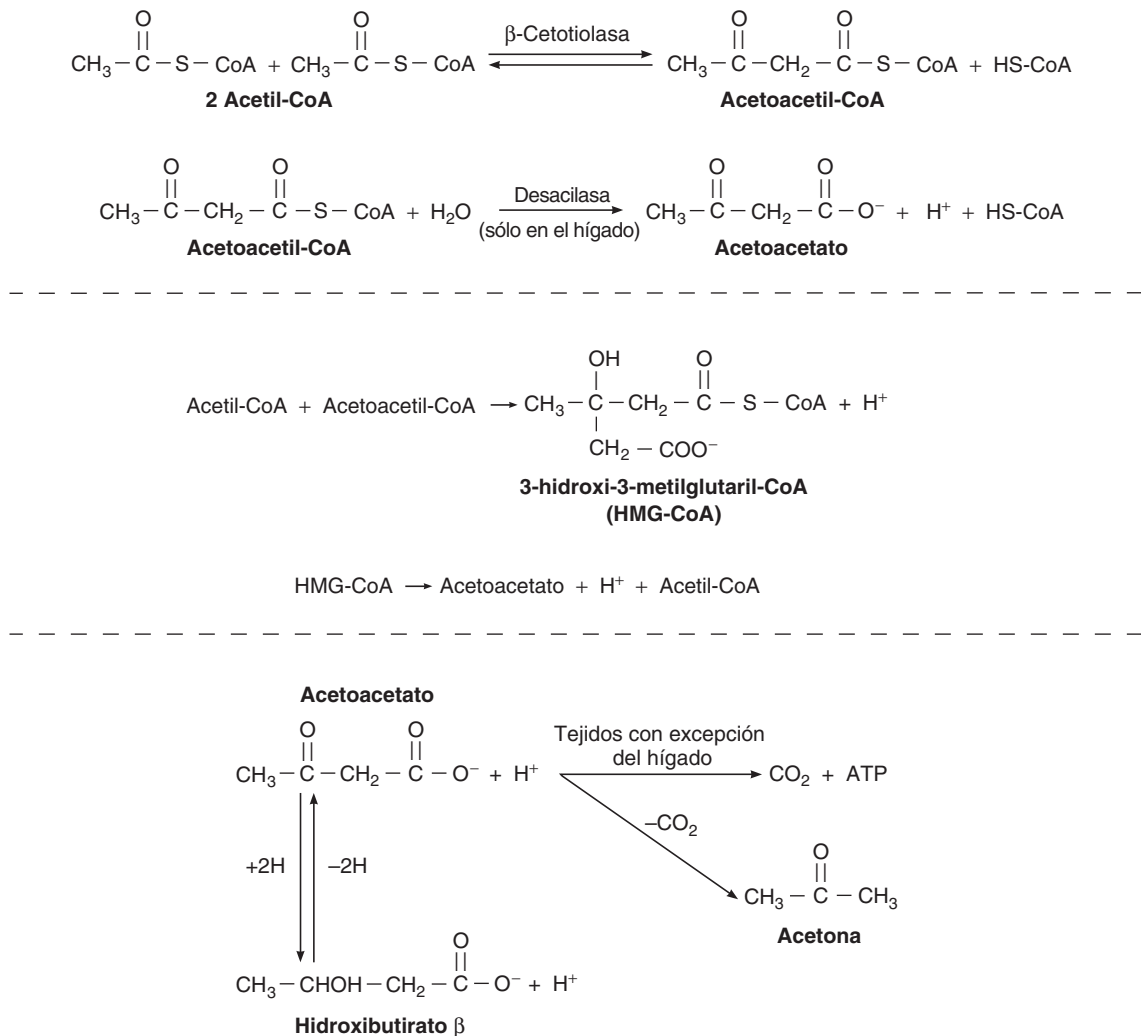 O O β-Cetotiolasa O O
CH₃ – C – S – CoA + CH₃ – C – S – CoA CH₃ – C – CH₂ – C – S – CoA + HS-CoA
2 Acetil-CoA Acetoacetil-CoA
O O O O
CH₃ – C – CH₂ – C – S – CoA + H₂O Desacilasa CH₃ – C – CH₂ – C – O⁻ + H⁺ + HS-CoA
(sólo en el hígado)
Acetoacetil-CoA Acetoacetato
OH O
Acetil-CoA + Acetoacetil-CoA → CH₃ – C – CH₂ – C – S – CoA + H⁺
CH₂ – COO⁻
3-hidroxi-3-metilglutaril-CoA
(HMG-CoA)
HMG-CoA → Acetoacetato + H⁺ + Acetil-CoA
Acetoacetato
O O Tejidos con excepción
del hígado
CH₃ – C – CH₂ – C – O⁻ + H⁺ CO₂ + ATP
–CO₂
+2H –2H O
CH₃ – C – CH₃
Acetona
O
CH₃ – CHOH – CH₂ – C – O⁻ + H⁺
Hidroxibutirato β